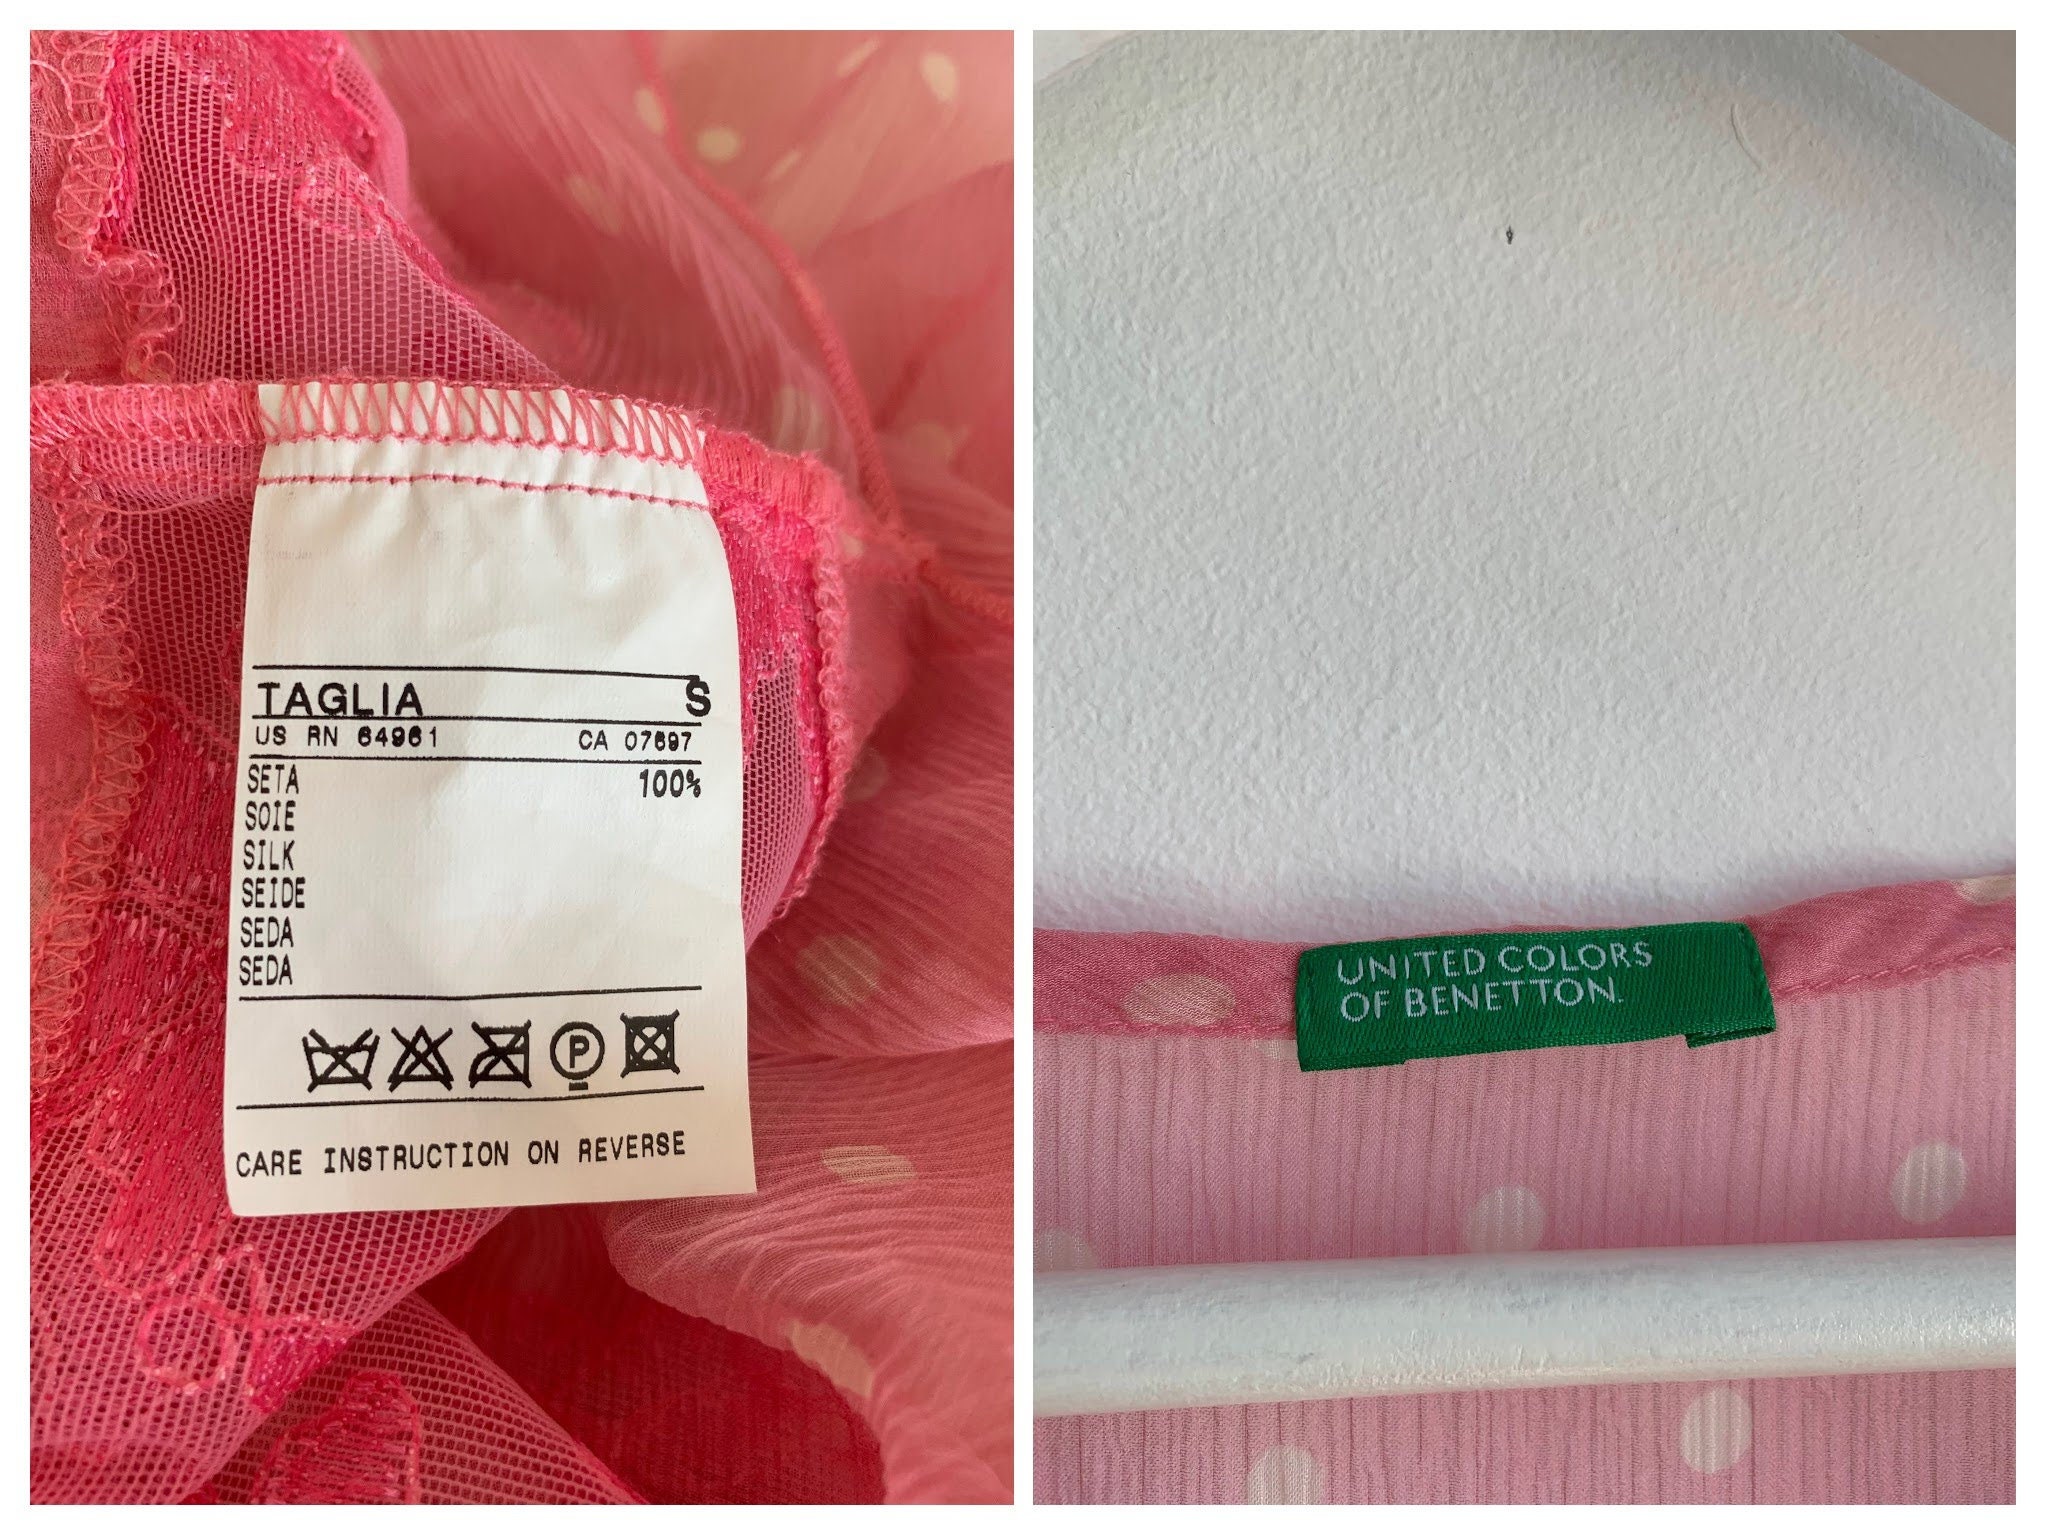 TAGLIA S
US RN 64961 CA 07697
SETA 100%
SOIE
SILK
SEIDE
SEDA
SEDA
P
CARE INSTRUCTION ON REVERSE
UNITED COLORS
OF BENETTON.